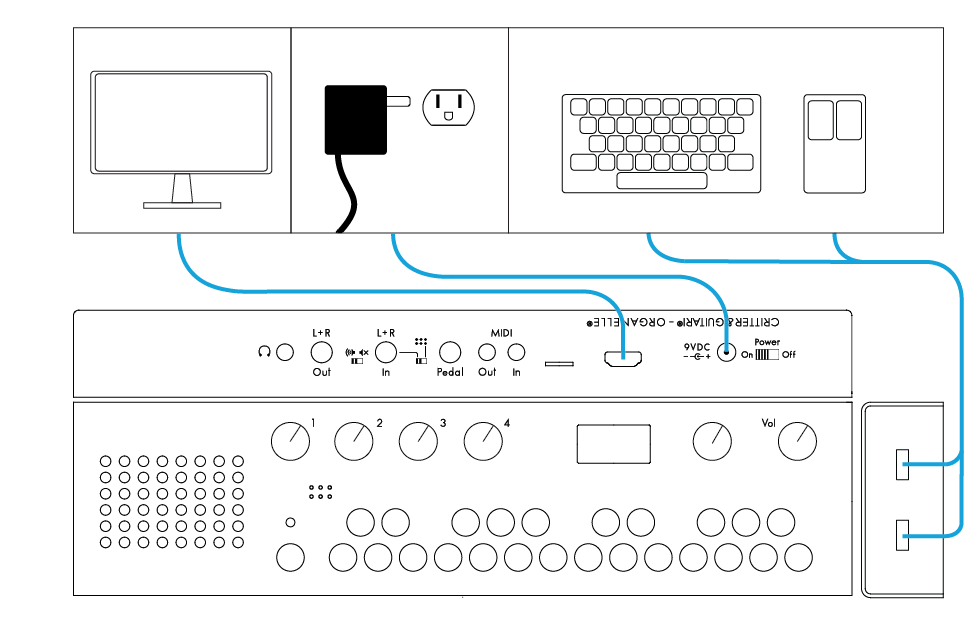 CRITTER&GUITARI® – ORGANELLE®
L+R
L+R
MIDI
9VDC
Power
On
Off
Out
In
Pedal
Out
In
1
2
3
4
Vol